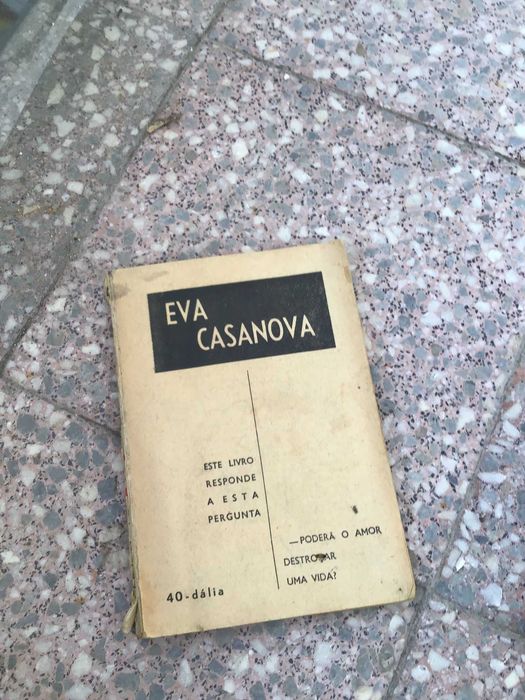 EVA
CASANOVA
ESTE LIVRO
RESPONDE
A ESTA
PERGUNTA
—PODERÁ O AMOR
DESTROÇAR
UMA VIDA?
40-dália